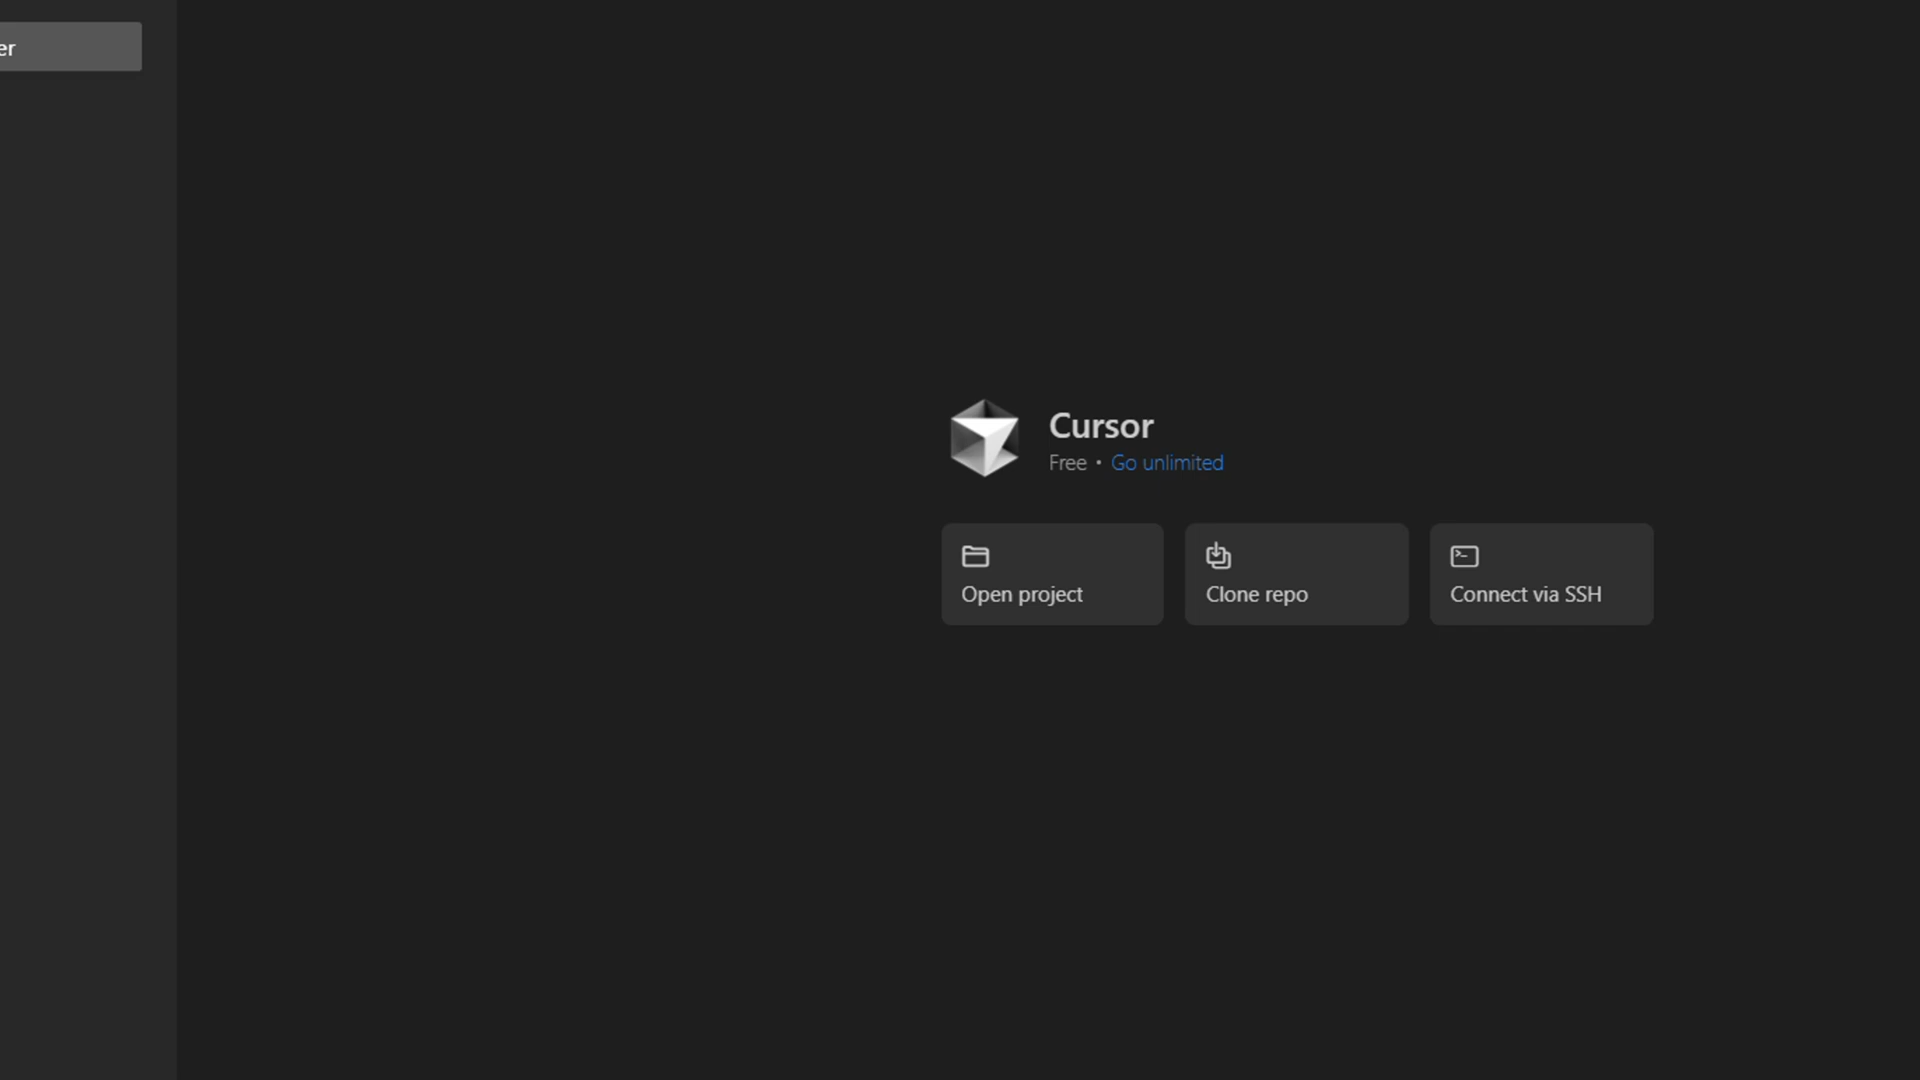 er
Cursor
Free • Go unlimited
Open project
Clone repo
Connect via SSH